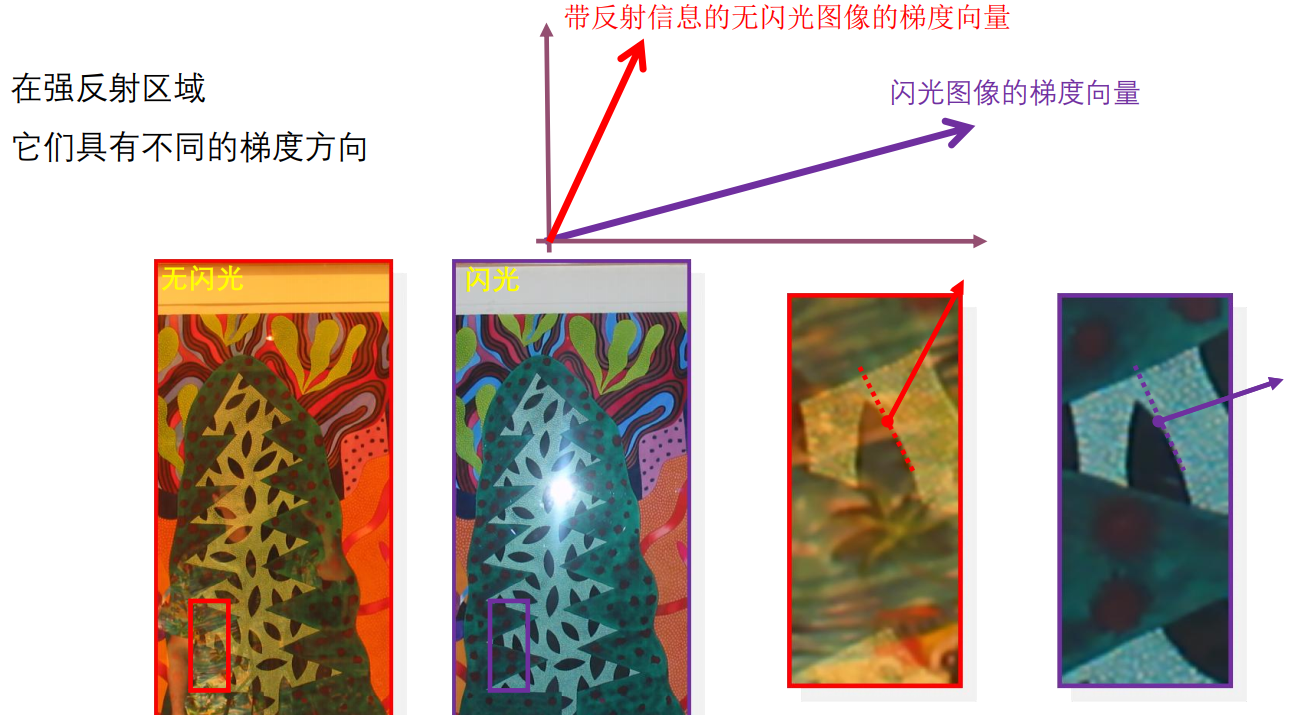 带反射信息的无闪光图像的梯度向量
在强反射区域
闪光图像的梯度向量
它们具有不同的梯度方向
无闪光
闪光